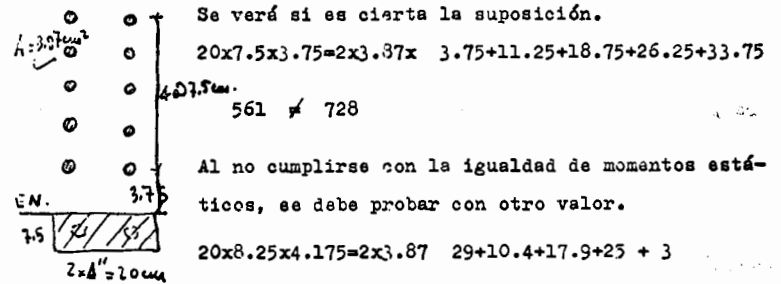 Se verá si es cierta la suposición.
A=3.87cm²
20x7.5x3.75=2x3.87x 3.75+11.25+18.75+26.25+33.75
4@7.5cm.
561 ≠ 728
Al no cumplirse con la igualdad de momentos está-
ticos, se debe probar con otro valor.
3.75
E.N.
7.5
20x8.25x4.175=2x3.87 29+10.4+17.9+25 + 3
2x4"=20cm